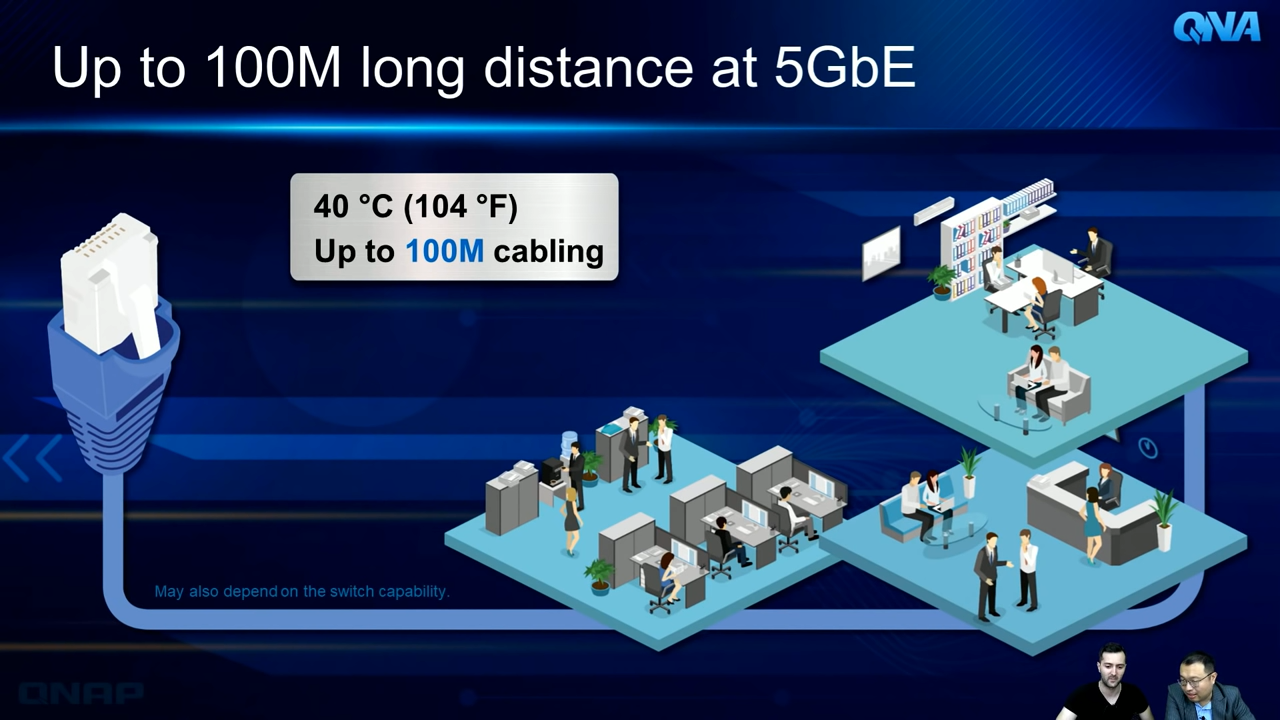 QNA
Up to 100M long distance at 5GbE
40 °C (104 °F)
Up to 100M cabling
May also depend on the switch capability.
QNAP